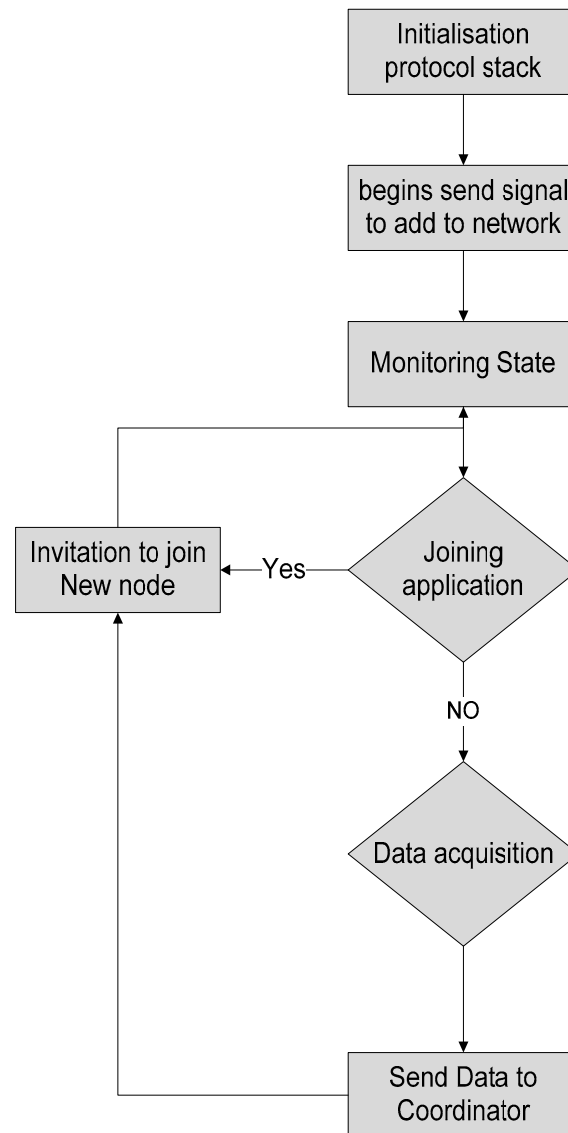 Initialisation
protocol stack
begins send signal
to add to network
Monitoring State
Invitation to join
New node
Yes
Joining
application
NO
Data acquisition
Send Data to
Coordinator